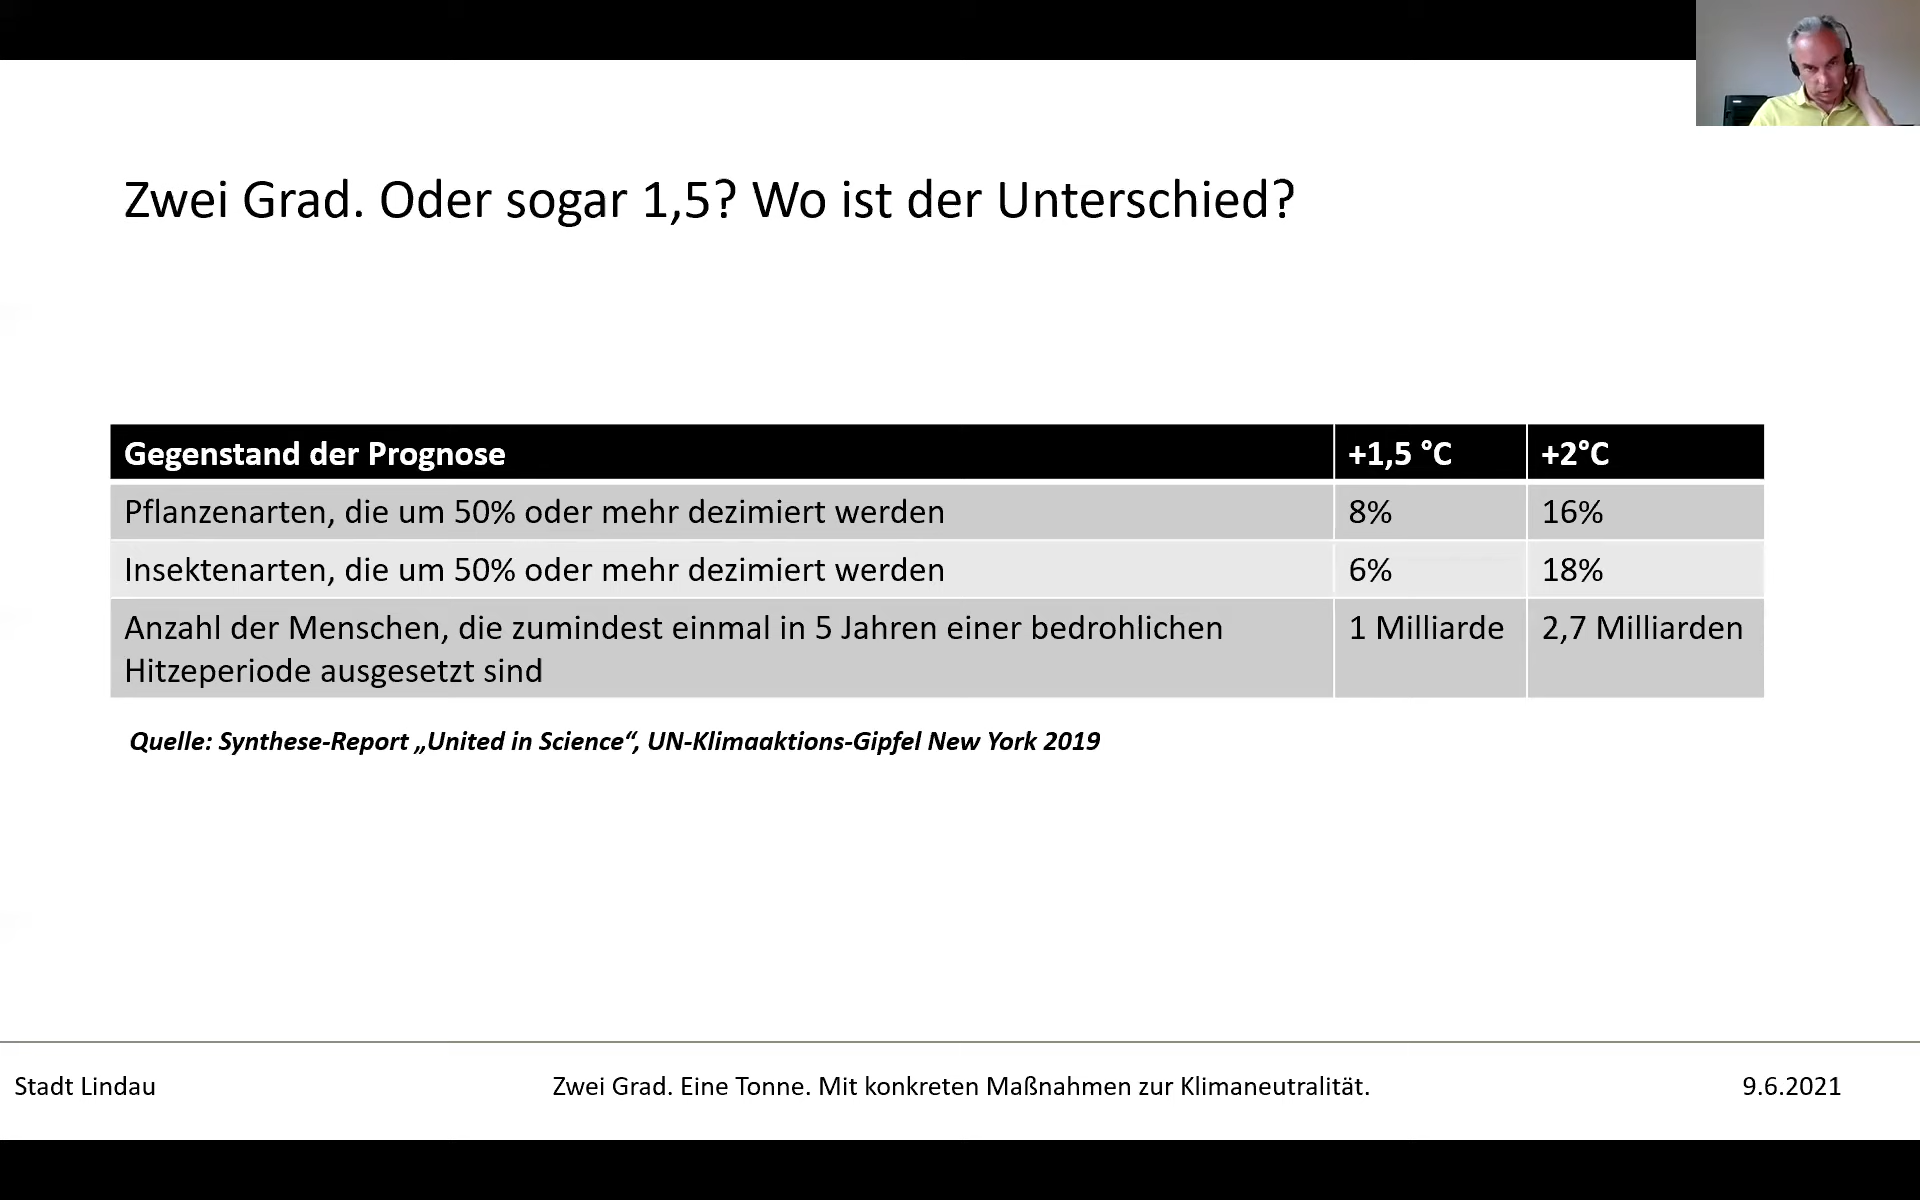 Zwei Grad. Oder sogar 1,5? Wo ist der Unterschied?
Gegenstand der Prognose +1,5 °C +2°C
Pflanzenarten, die um 50% oder mehr dezimiert werden 8% 16%
Insektenarten, die um 50% oder mehr dezimiert werden 6% 18%
Anzahl der Menschen, die zumindest einmal in 5 Jahren einer bedrohlichen 1 Milliarde 2,7 Milliarden
Hitzeperiode ausgesetzt sind
Quelle: Synthese-Report „United in Science“, UN-Klimaaktions-Gipfel New York 2019
Stadt Lindau Zwei Grad. Eine Tonne. Mit konkreten Maßnahmen zur Klimaneutralität. 9.6.2021